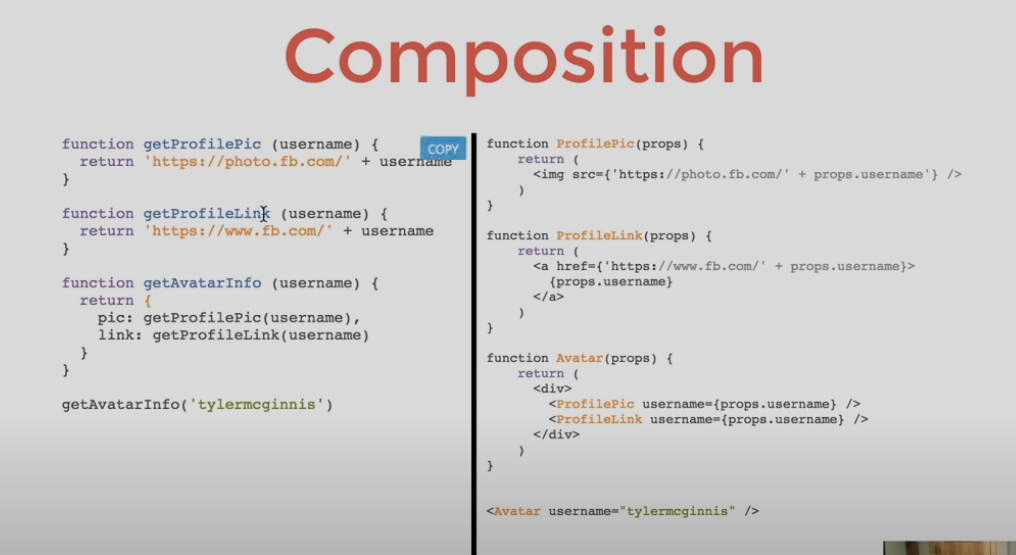 Composition
function getProfilePic (username) {
return 'https://photo.fb.com/' + username
}
function getProfileLink (username) {
return 'https://www.fb.com/' + username
}
function getAvatarInfo (username) {
return {
pic: getProfilePic(username),
link: getProfileLink(username)
}
}
getAvatarInfo('tylermcginnis')
COPY
function ProfilePic(props) {
return (
<img src={'https://photo.fb.com/' + props.username'} />
)
}
function ProfileLink(props) {
return (
<a href={'https://www.fb.com/' + props.username}>
{props.username}
</a>
)
}
function Avatar(props) {
return (
<div>
<ProfilePic username={props.username} />
<ProfileLink username={props.username} />
</div>
)
}
<Avatar username="tylermcginnis" />